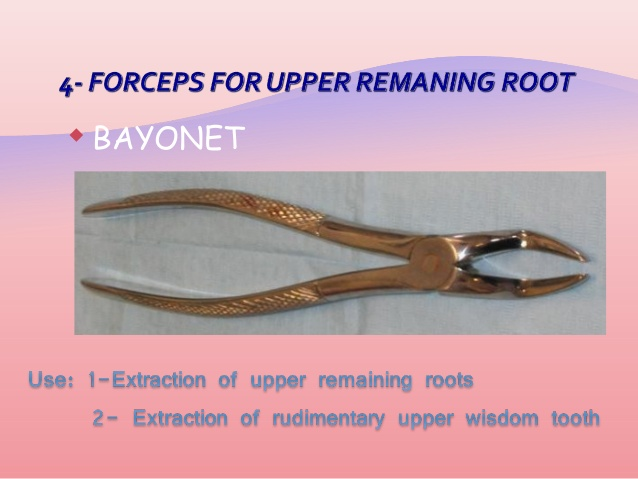 4- FORCEPS FOR UPPER REMANING ROOT
BAYONET
Use: 1-Extraction of upper remaining roots
2- Extraction of rudimentary upper wisdom tooth